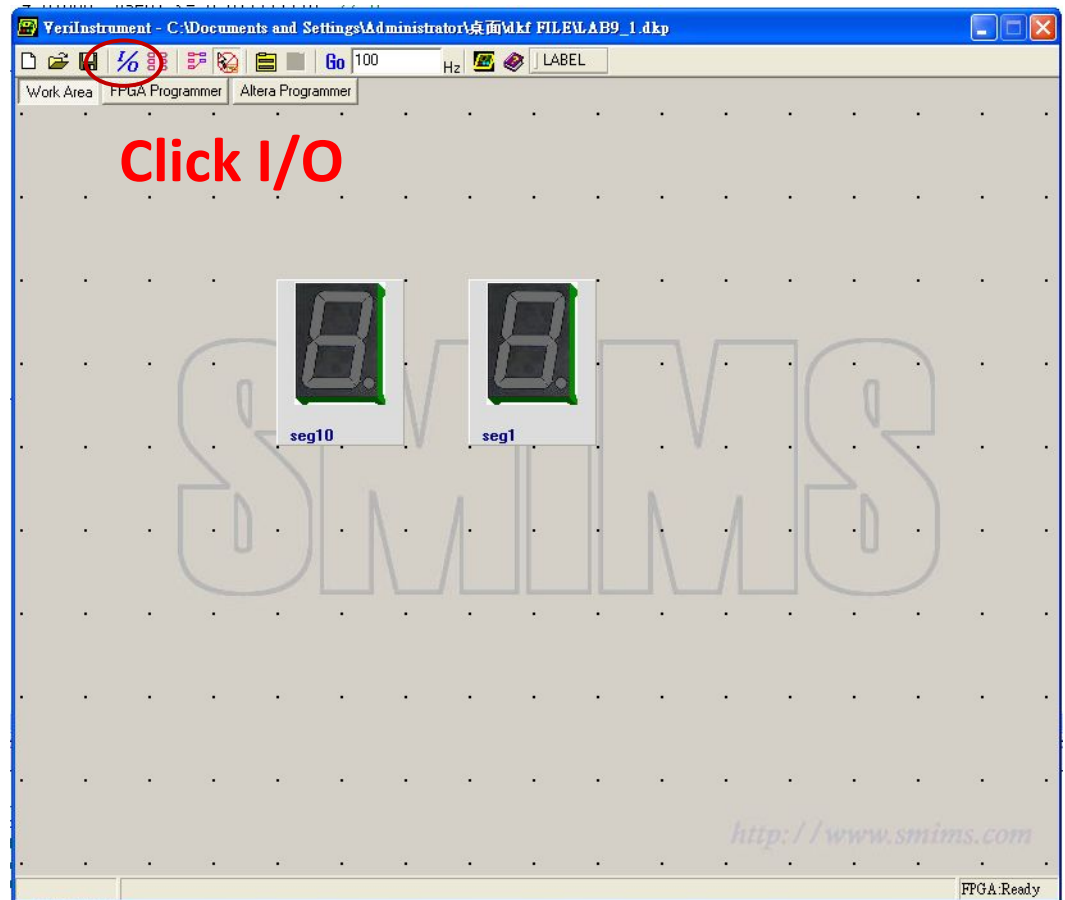 VeriInstrument - C:\Documents and Settings\Administrator\桌面\dkf FILE\LAB9_1.dkp
I/O Go 100 Hz LABEL
Work Area FPGA Programmer Altera Programmer
Click I/O
seg10 seg1
SMIMS
http://www.smims.com
FPGA:Ready